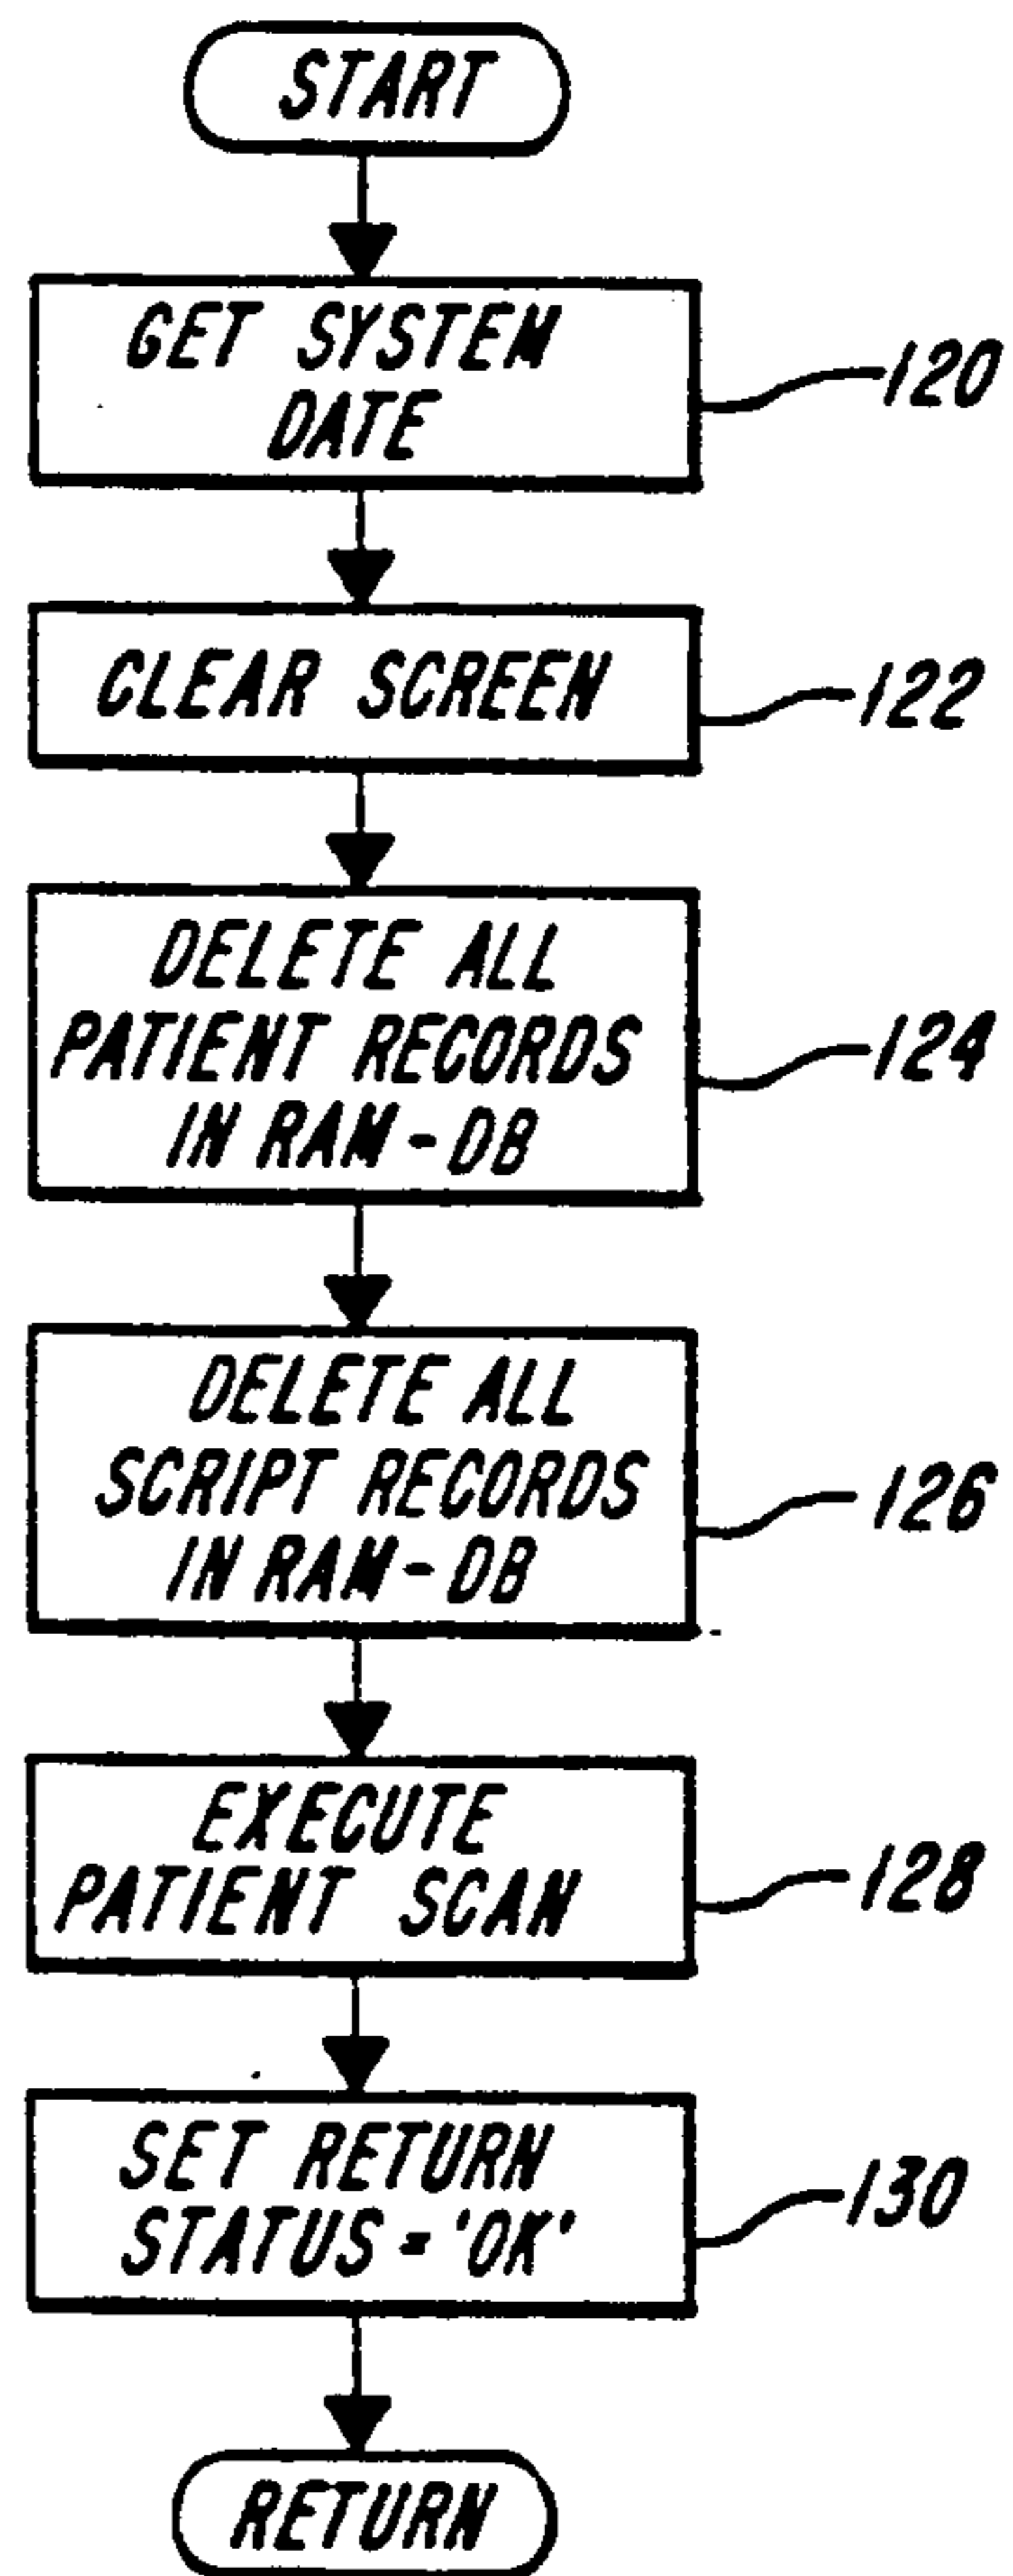 START
GET SYSTEM
DATE
120
CLEAR SCREEN
122
DELETE ALL
PATIENT RECORDS
IN RAM-DB
124
DELETE ALL
SCRIPT RECORDS
IN RAM-DB
126
EXECUTE
PATIENT SCAN
128
SET RETURN
STATUS = 'OK'
130
RETURN